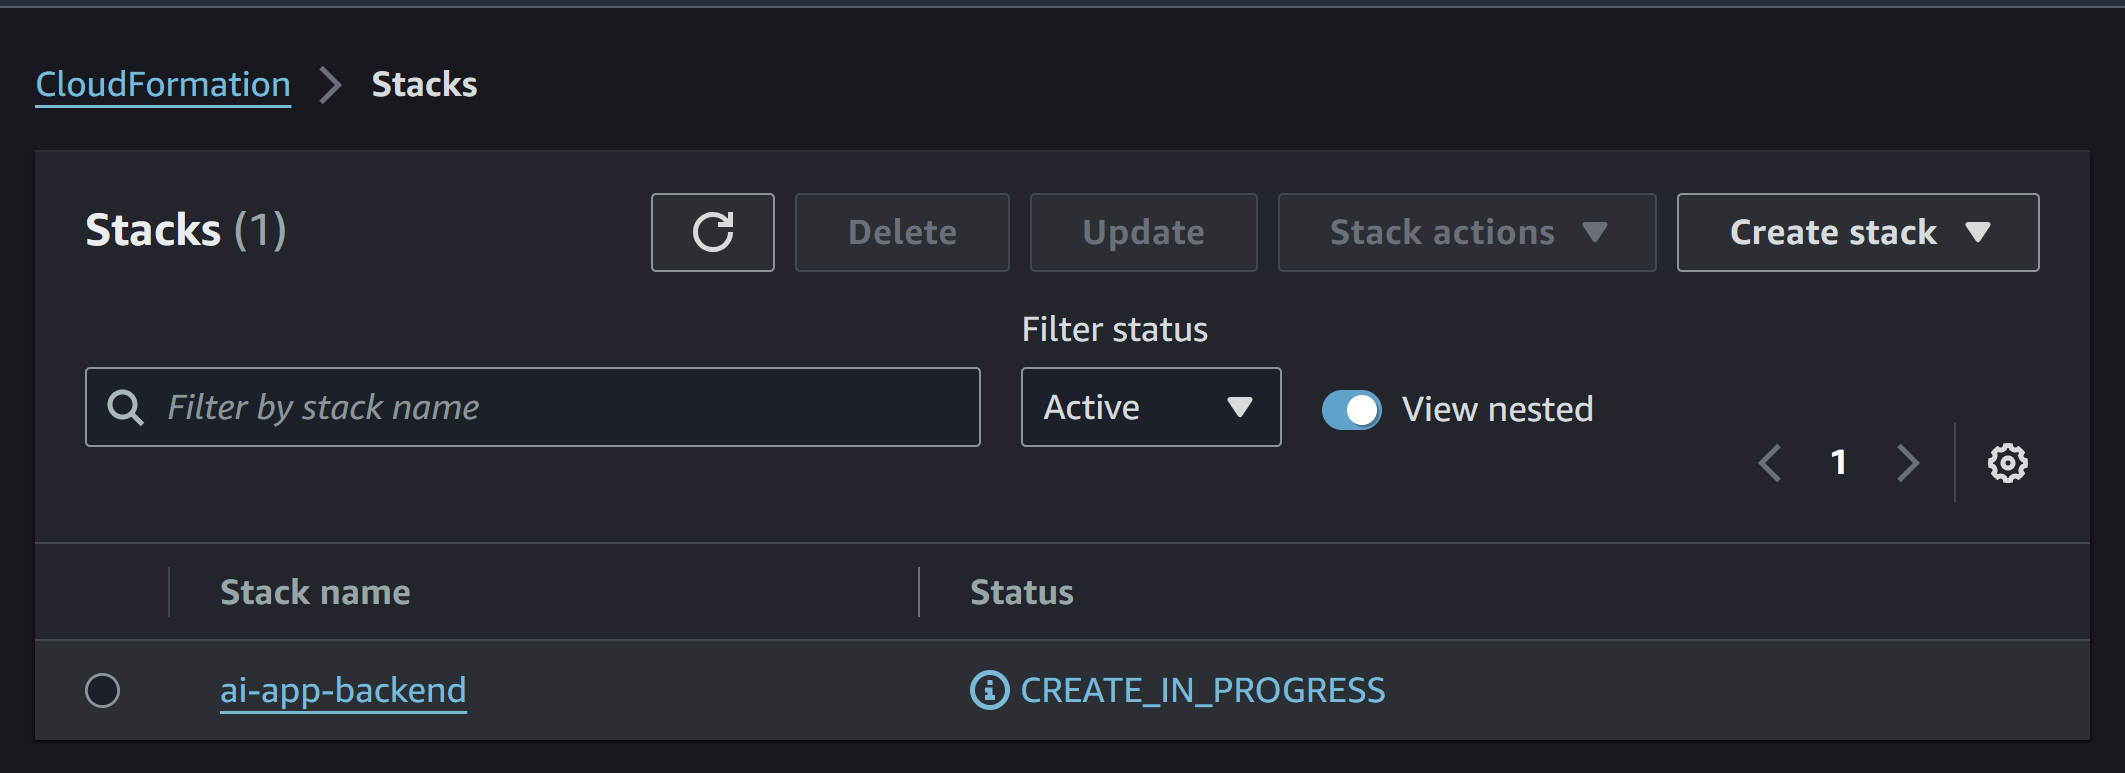 CloudFormation > Stacks
Stacks (1)
Delete
Update
Stack actions
Create stack
Filter status
Filter by stack name
Active
View nested
1
Stack name
Status
ai-app-backend
CREATE_IN_PROGRESS